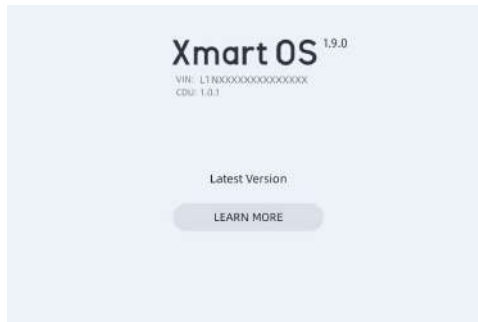 Xmart OS 1.9.0
VIN: L1NXXXXXXXXXXXXXX
CDU: 1.0.1
Latest Version
LEARN MORE